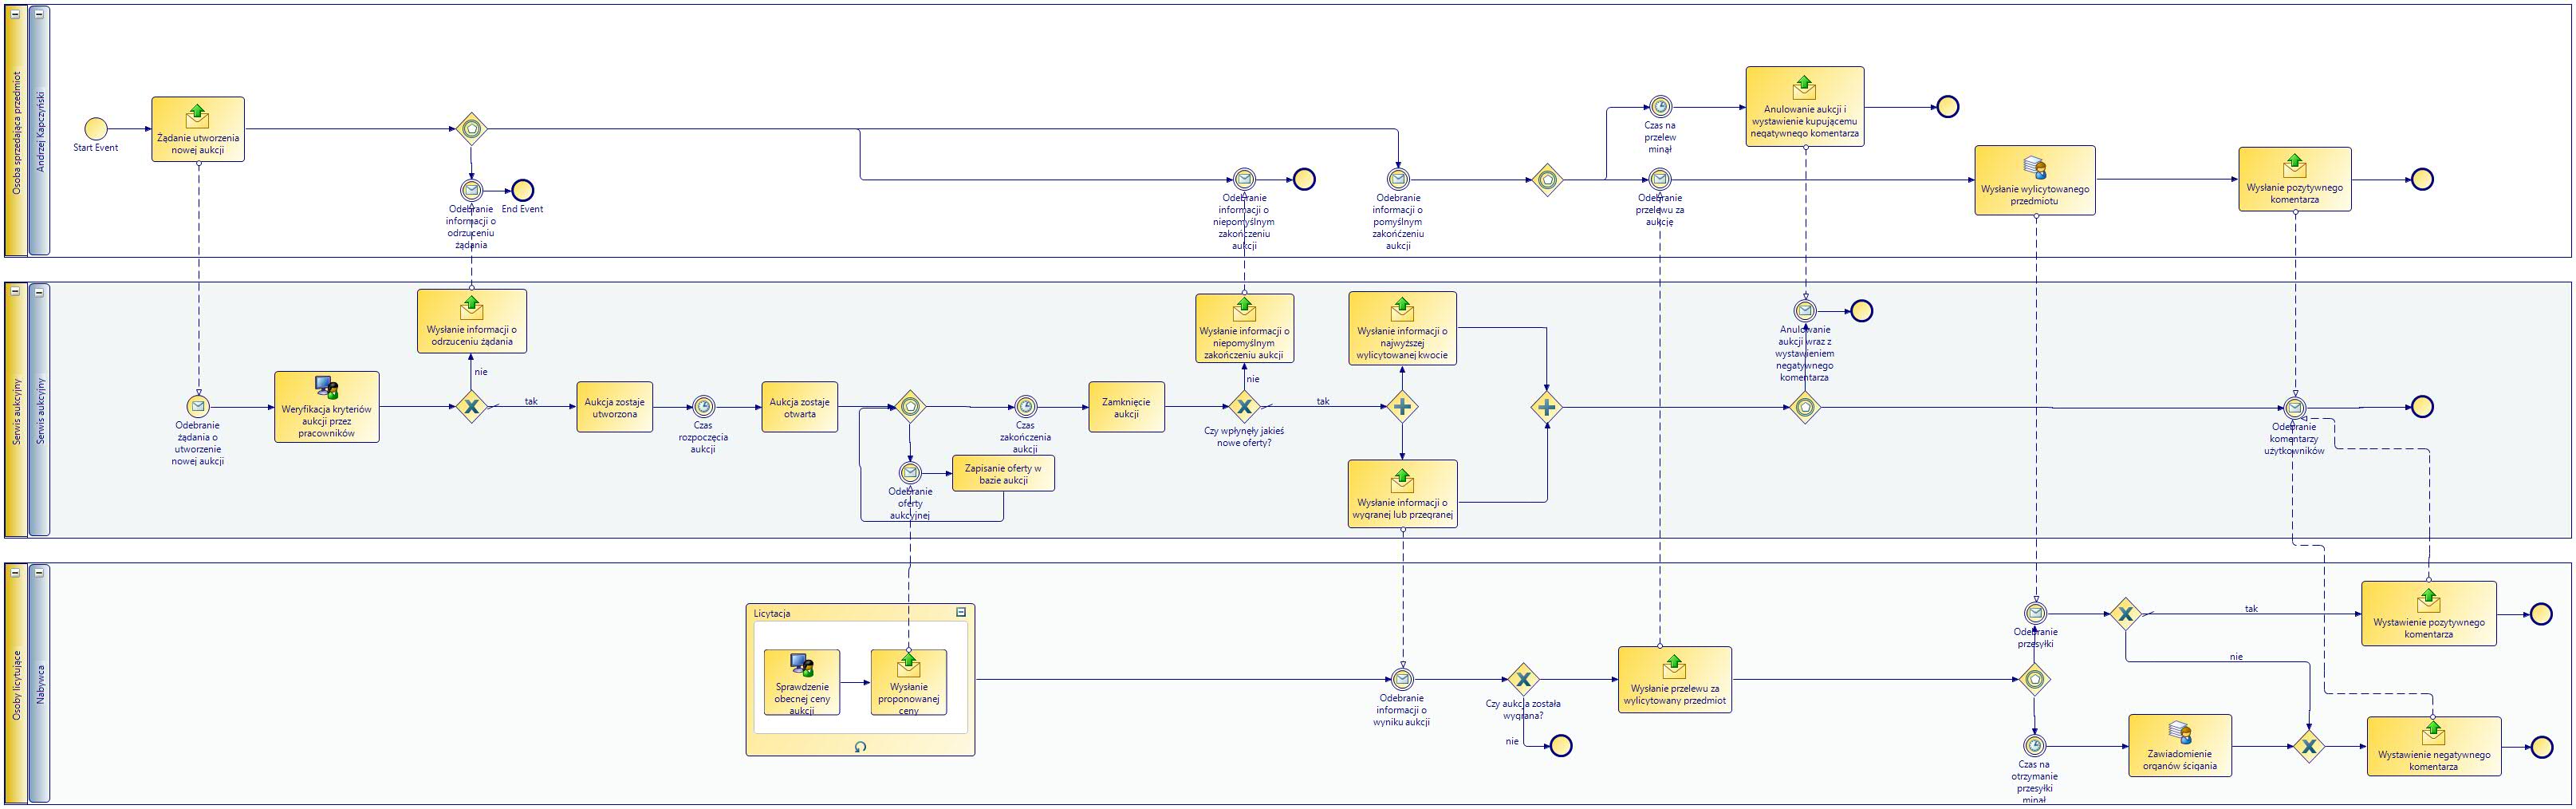 Osoba sprzedająca przedmiot
Andrzej Kapczyński
Start Event
Żądanie utworzenia
nowej aukcji
Odebranie
informacji o
odrzuceniu
żądania
End Event
Odebranie
informacji o
niepomyślnym
zakończeniu
aukcji
Odebranie
informacji o
pomyślnym
zakończeniu
aukcji
Czas na
przelew
minął
Odebranie
przelewu za
aukcję
Anulowanie aukcji i
wystawienie kupującemu
negatywnego komentarza
Wysłanie wylicytowanego
przedmiotu
Wysłanie pozytywnego
komentarza
Serwis aukcyjny
Serwis aukcyjny
Odebranie
żądania o
utworzenie
nowej aukcji
Weryfikacja kryteriów
aukcji przez
pracowników
Wysłanie informacji o
odrzuceniu żądania
nie
tak
Aukcja zostaje
utworzona
Czas
rozpoczęcia
aukcji
Aukcja zostaje
otwarta
Odebranie
oferty
aukcyjnej
Zapisanie oferty w
bazie aukcji
Czas
zakończenia
aukcji
Zamknięcie
aukcji
Wysłanie informacji o
niepomyślnym
zakończeniu aukcji
nie
Czy wpłynęły jakieś
nowe oferty?
tak
Wysłanie informacji o
najwyższej
wylicytowanej kwocie
Wysłanie informacji o
wygranej lub przegranej
Anulowanie
aukcji wraz z
wystawieniem
negatywnego
komentarza
Odebranie
komentarzy
użytkowników
Osoby licytujące
Nabywca
Licytacja
Sprawdzenie
obecnej ceny
aukcji
Wysłanie
proponowanej
ceny
Odebranie
informacji o
wyniku aukcji
Czy aukcja została
wygrana?
nie
Wysłanie przelewu za
wylicytowany przedmiot
Odebranie
przesyłki
Czas na
otrzymanie
przesyłki
minął
tak
nie
Zawiadomienie
organów ścigania
Wystawienie pozytywnego
komentarza
Wystawienie negatywnego
komentarza